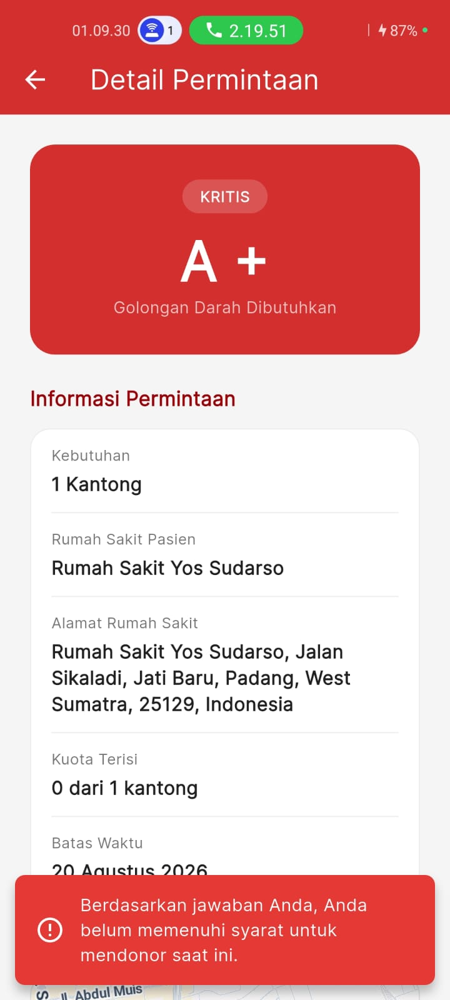 01.09.30 1 2.19.51 87%
Detail Permintaan
KRITIS
A +
Golongan Darah Dibutuhkan
Informasi Permintaan
Kebutuhan
1 Kantong
Rumah Sakit Pasien
Rumah Sakit Yos Sudarso
Alamat Rumah Sakit
Rumah Sakit Yos Sudarso, Jalan
Sikaladi, Jati Baru, Padang, West
Sumatra, 25129, Indonesia
Kuota Terisi
0 dari 1 kantong
Batas Waktu
20 Agustus 2026
Berdasarkan jawaban Anda, Anda
belum memenuhi syarat untuk
mendonor saat ini.
Jl. Abdul Muis